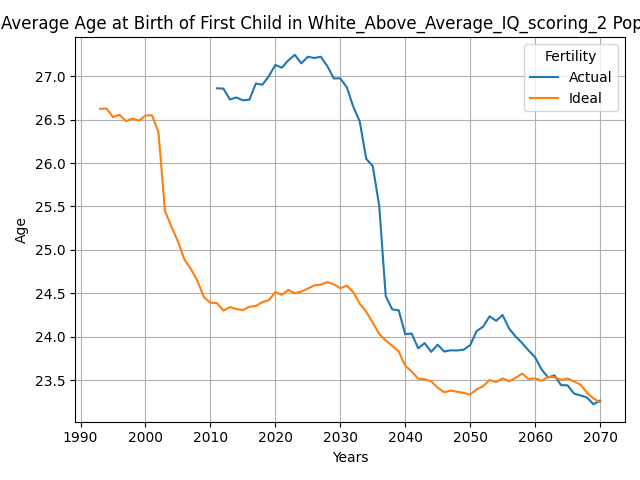 Average Age at Birth of First Child in White_Above_Average_IQ_scoring_2 Pop
Fertility
Actual
Ideal
27.0
26.5
26.0
25.5
25.0
24.5
24.0
23.5
Age
1990 2000 2010 2020 2030 2040 2050 2060 2070
Years